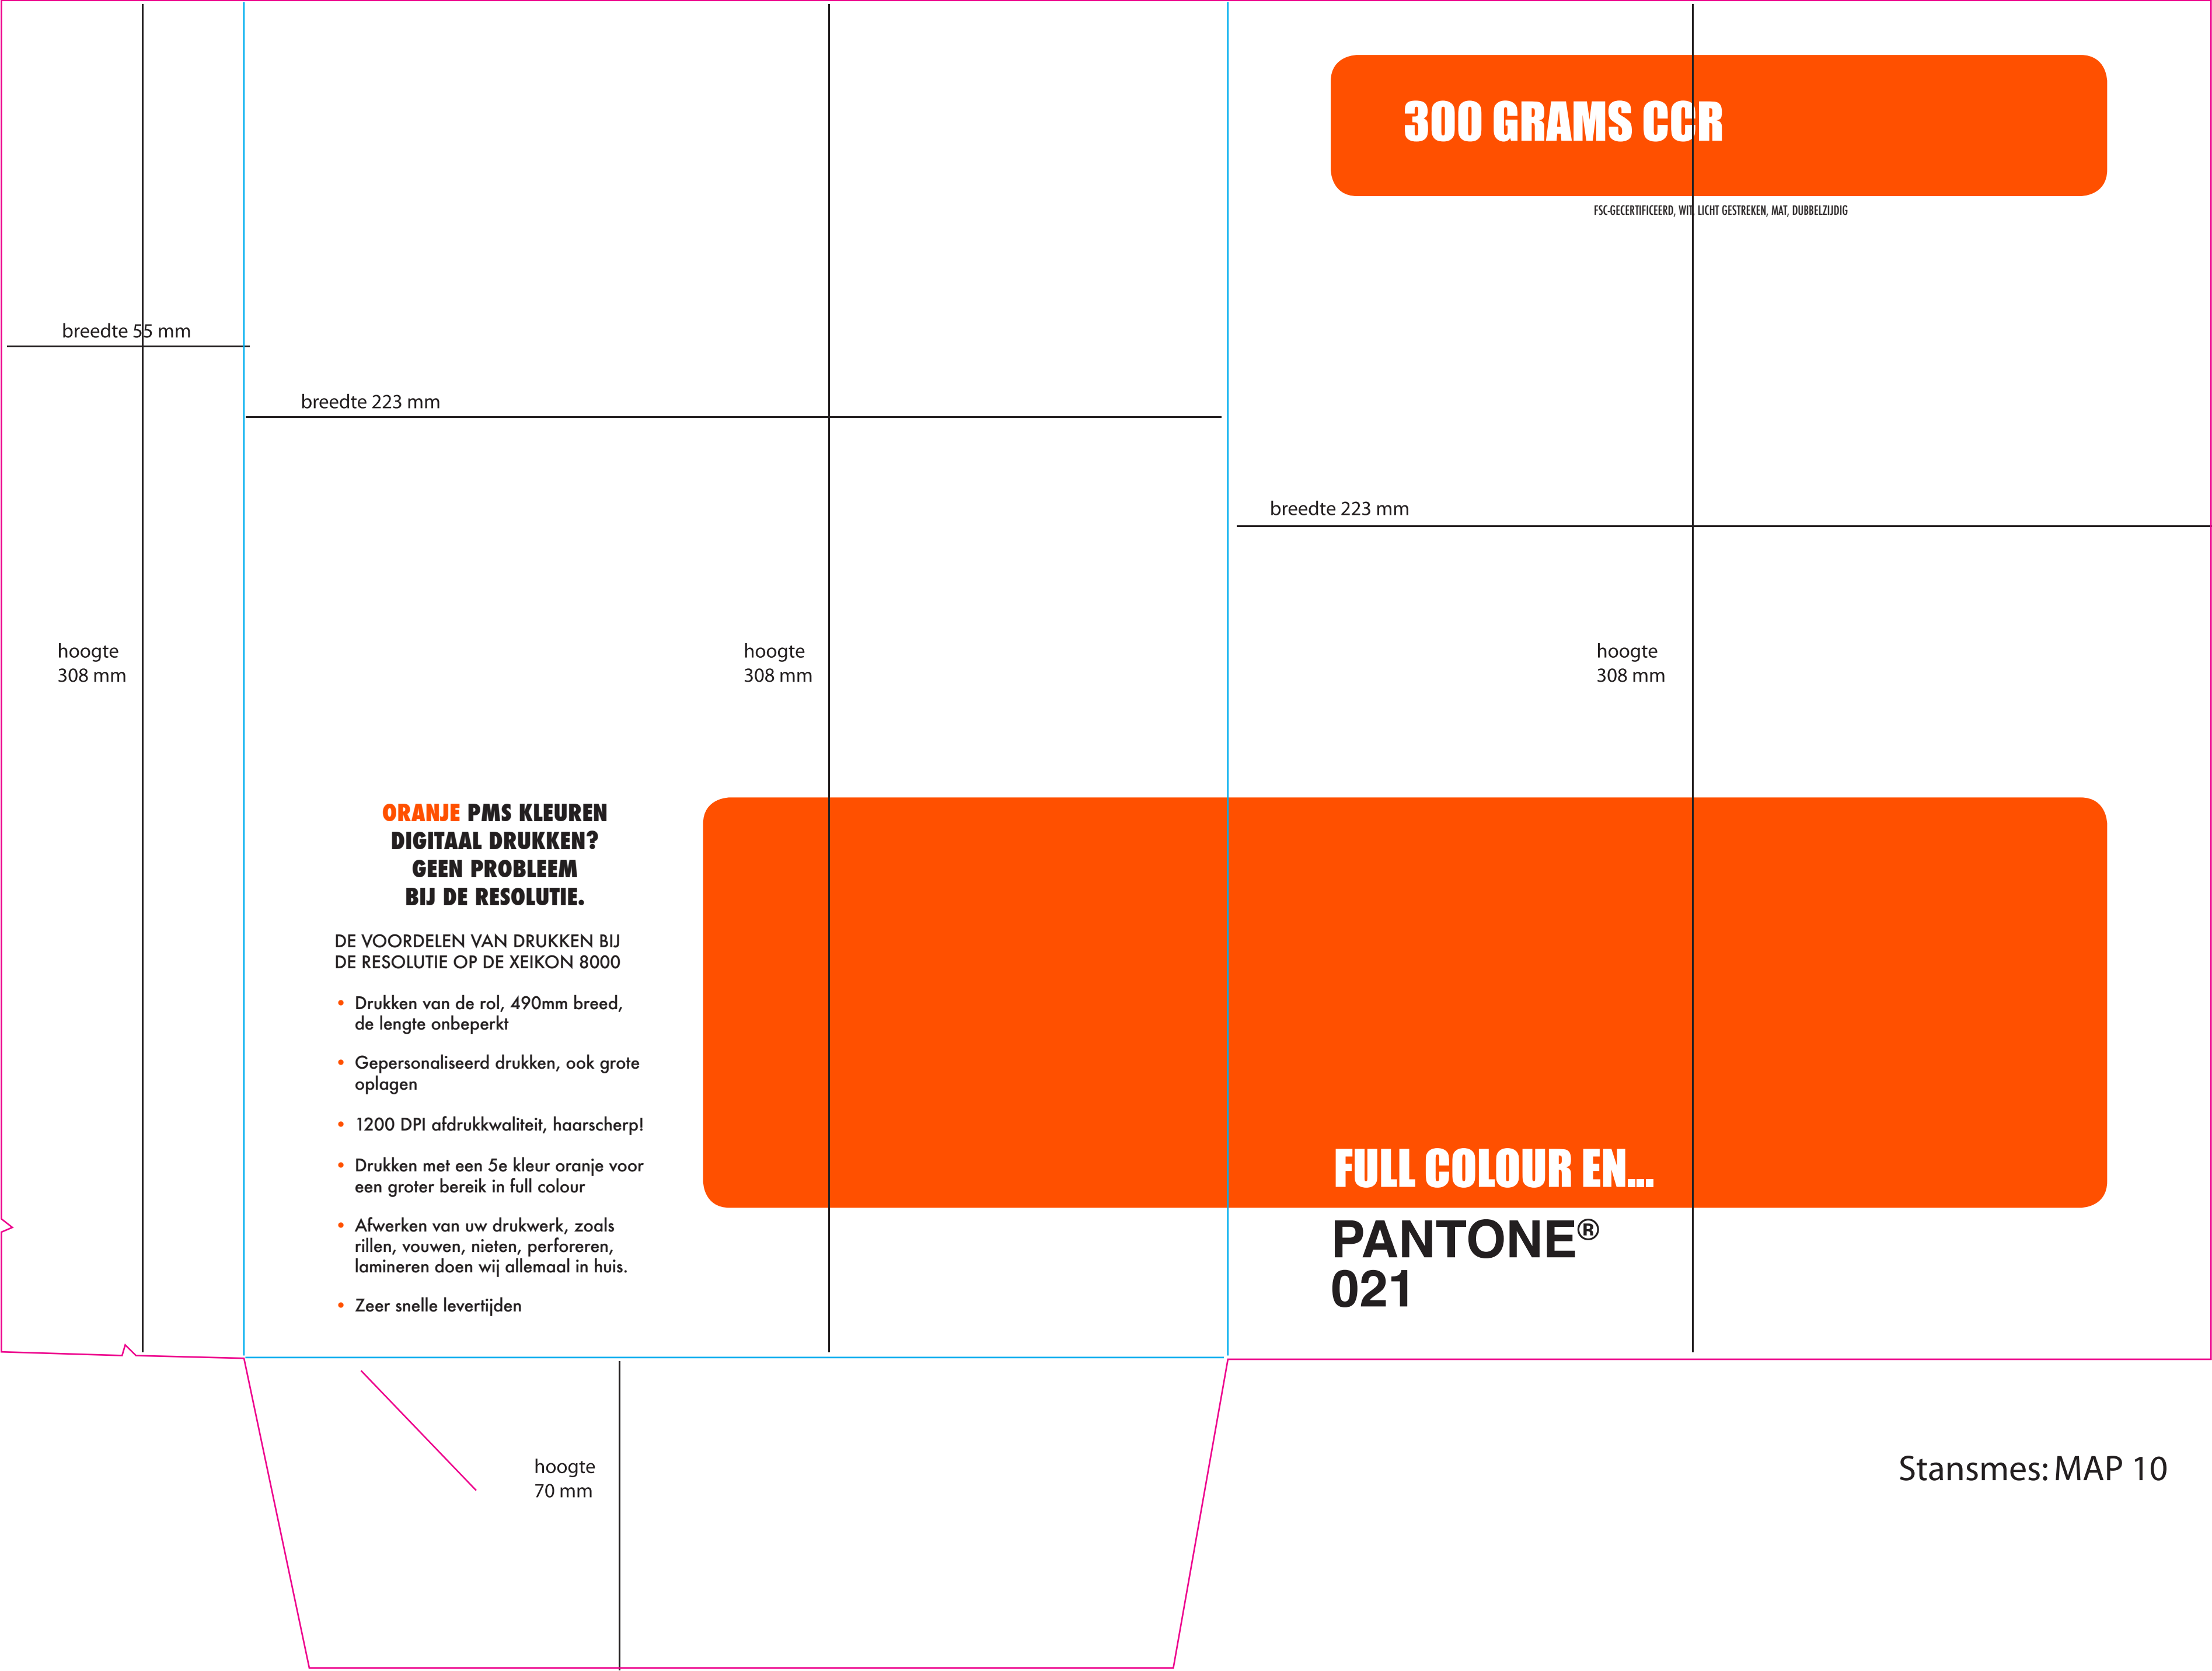 300 GRAMS CCR
FSC-GECERTIFICEERD, WIT, LICHT GESTREKEN, MAT, DUBBELZIJDIG
breedte 55 mm
breedte 223 mm
breedte 223 mm
hoogte
308 mm
hoogte
308 mm
hoogte
308 mm
ORANJE PMS KLEUREN
DIGITAAL DRUKKEN?
GEEN PROBLEEM
BIJ DE RESOLUTIE.
DE VOORDELEN VAN DRUKKEN BIJ
DE RESOLUTIE OP DE XEIKON 8000
• Drukken van de rol, 490mm breed,
de lengte onbeperkt
• Gepersonaliseerd drukken, ook grote
oplagen
• 1200 DPI afdrukkwaliteit, haarscherp!
• Drukken met een 5e kleur oranje voor
een groter bereik in full colour
• Afwerken van uw drukwerk, zoals
rillen, vouwen, nieten, perforeren,
lamineren doen wij allemaal in huis.
• Zeer snelle levertijden
FULL COLOUR EN...
PANTONE®
021
hoogte
70 mm
Stansmes: MAP 10